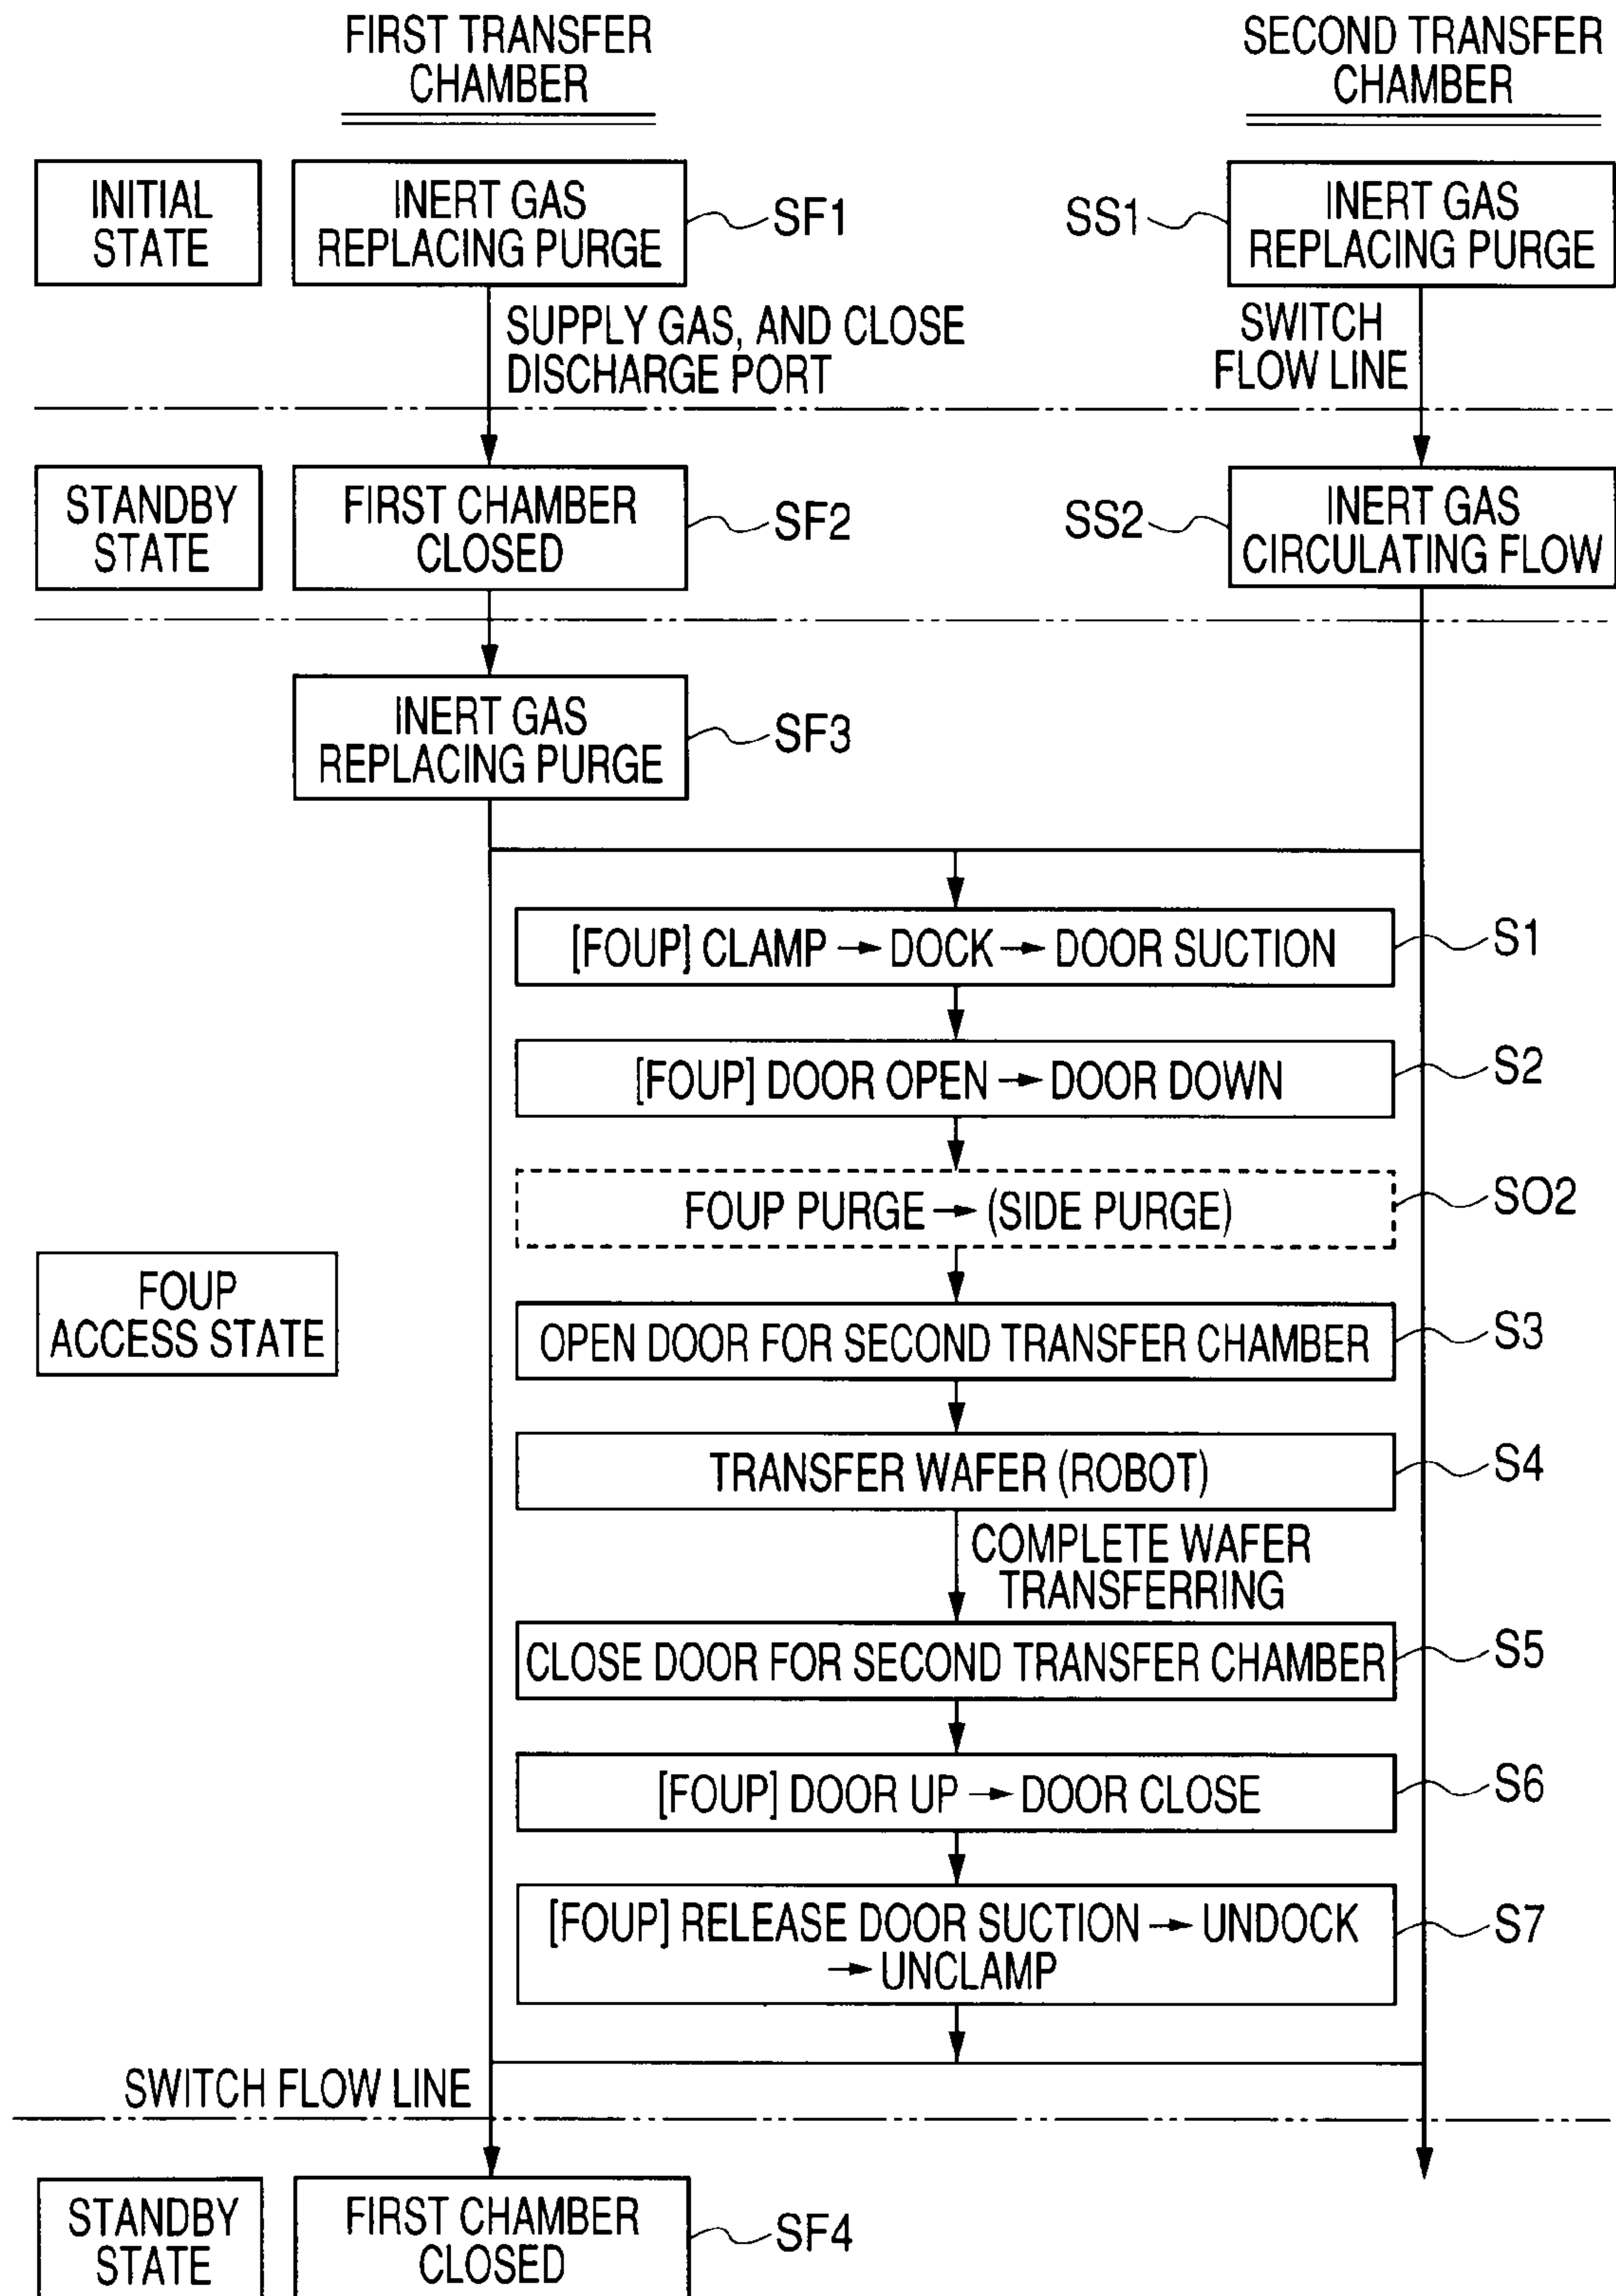 FIRST TRANSFER
CHAMBER
SECOND TRANSFER
CHAMBER
INITIAL
STATE
INERT GAS
REPLACING PURGE
SF1
SS1
INERT GAS
REPLACING PURGE
SUPPLY GAS, AND CLOSE
DISCHARGE PORT
SWITCH
FLOW LINE
STANDBY
STATE
FIRST CHAMBER
CLOSED
SF2
SS2
INERT GAS
CIRCULATING FLOW
INERT GAS
REPLACING PURGE
SF3
[FOUP] CLAMP → DOCK → DOOR SUCTION
S1
[FOUP] DOOR OPEN → DOOR DOWN
S2
FOUP PURGE → (SIDE PURGE)
SO2
FOUP
ACCESS STATE
OPEN DOOR FOR SECOND TRANSFER CHAMBER
S3
TRANSFER WAFER (ROBOT)
S4
COMPLETE WAFER
TRANSFERRING
CLOSE DOOR FOR SECOND TRANSFER CHAMBER
S5
[FOUP] DOOR UP → DOOR CLOSE
S6
[FOUP] RELEASE DOOR SUCTION → UNDOCK
→ UNCLAMP
S7
SWITCH FLOW LINE
STANDBY
STATE
FIRST CHAMBER
CLOSED
SF4